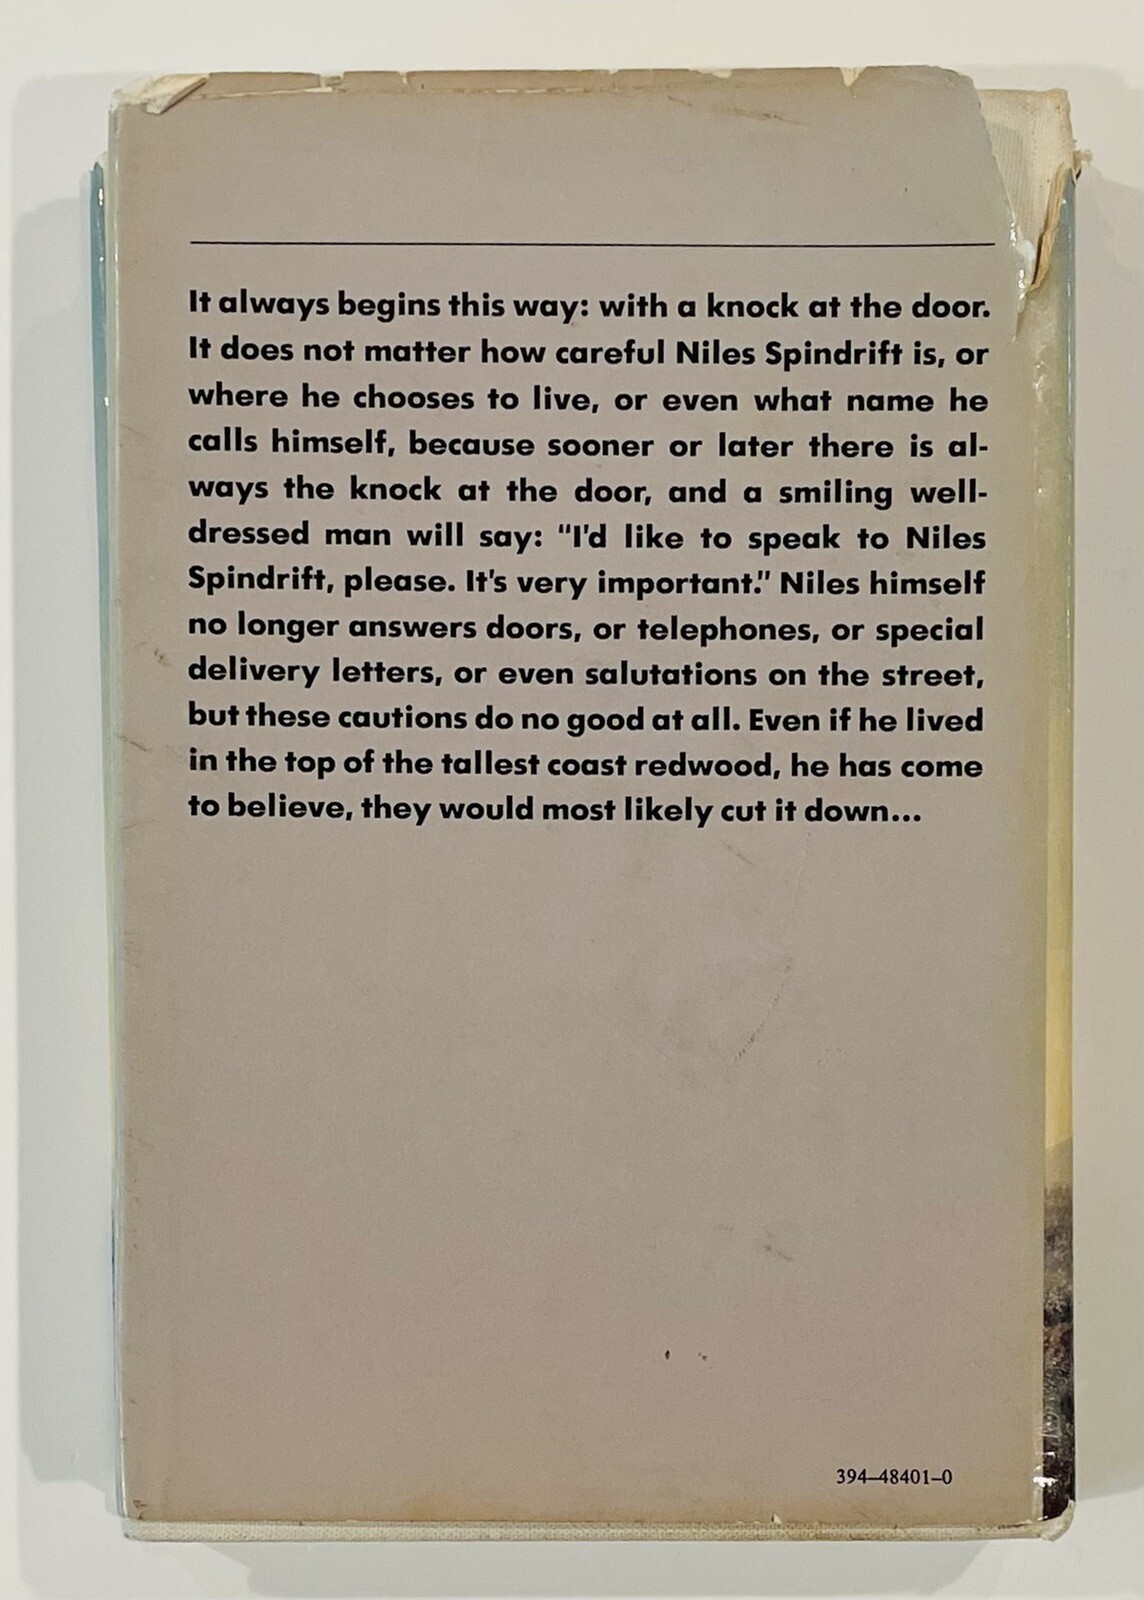 It always begins this way: with a knock at the door.
It does not matter how careful Niles Spindrift is, or
where he chooses to live, or even what name he
calls himself, because sooner or later there is al-
ways the knock at the door, and a smiling well-
dressed man will say: "I'd like to speak to Niles
Spindrift, please. It's very important." Niles himself
no longer answers doors, or telephones, or special
delivery letters, or even salutations on the street,
but these cautions do no good at all. Even if he lived
in the top of the tallest coast redwood, he has come
to believe, they would most likely cut it down...
394–48401–0